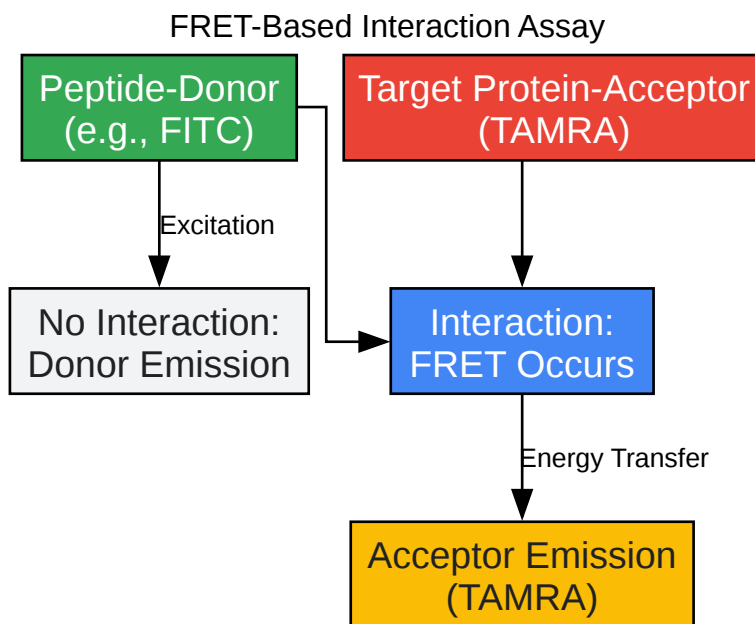 FRET-Based Interaction Assay
Peptide-Donor
(e.g., FITC)
Target Protein-Acceptor
(TAMRA)
Excitation
No Interaction:
Donor Emission
Interaction:
FRET Occurs
Energy Transfer
Acceptor Emission
(TAMRA)